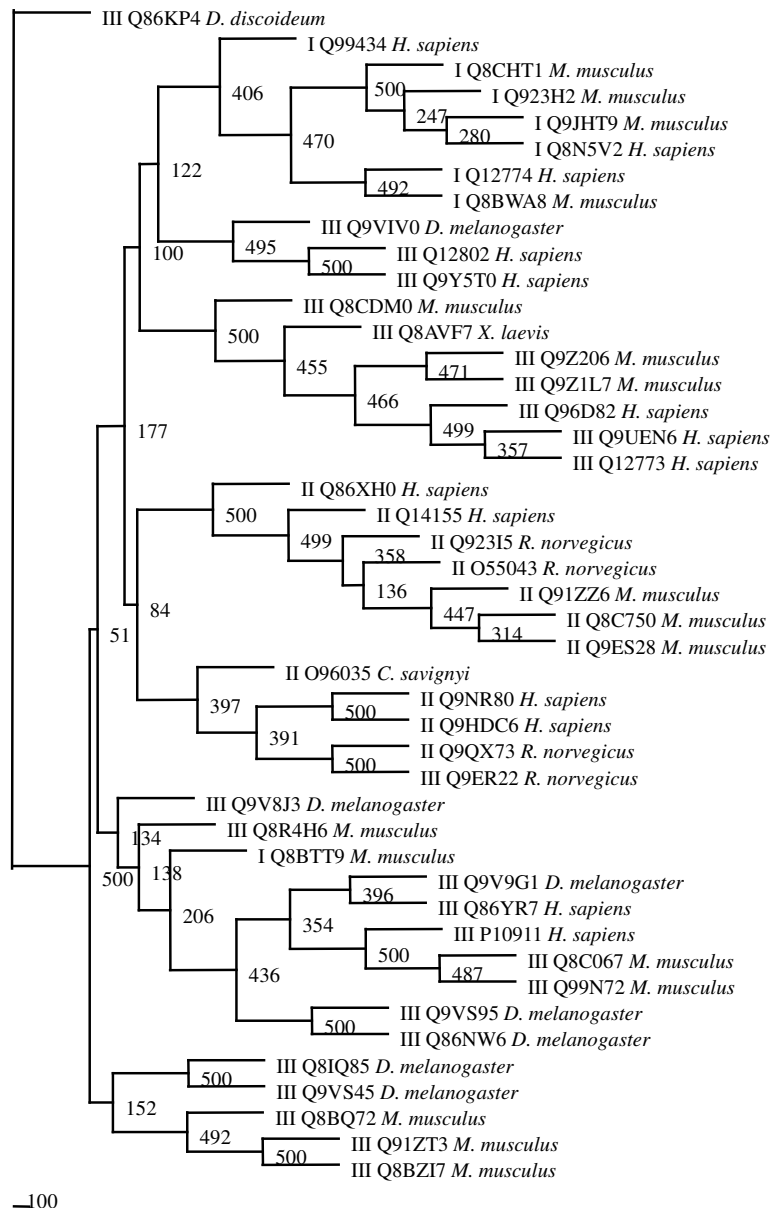 III Q86KP4 D. discoideum
I Q99434 H. sapiens
I Q8CHT1 M. musculus
500
406
I Q923H2 M. musculus
247
I Q9JHT9 M. musculus
280
470
I Q8N5V2 H. sapiens
122
I Q12774 H. sapiens
492
I Q8BWA8 M. musculus
III Q9VIV0 D. melanogaster
100
495
III Q12802 H. sapiens
500
III Q9Y5T0 H. sapiens
III Q8CDM0 M. musculus
500
III Q8AVF7 X. laevis
455
III Q9Z206 M. musculus
471
III Q9Z1L7 M. musculus
466
III Q96D82 H. sapiens
177
499
III Q9UEN6 H. sapiens
357
III Q12773 H. sapiens
II Q86XH0 H. sapiens
500
II Q14155 H. sapiens
499
II Q923I5 R. norvegicus
358
II O55043 R. norvegicus
136
II Q91ZZ6 M. musculus
84
447
II Q8C750 M. musculus
51
314
II Q9ES28 M. musculus
II O96035 C. savignyi
397
II Q9NR80 H. sapiens
500
II Q9HDC6 H. sapiens
391
II Q9QX73 R. norvegicus
500
III Q9ER22 R. norvegicus
III Q9V8J3 D. melanogaster
134
III Q8R4H6 M. musculus
500
138
I Q8BTT9 M. musculus
III Q9V9G1 D. melanogaster
396
206
III Q86YR7 H. sapiens
354
III P10911 H. sapiens
500
III Q8C067 M. musculus
436
487
III Q99N72 M. musculus
III Q9VS95 D. melanogaster
500
III Q86NW6 D. melanogaster
III Q8IQ85 D. melanogaster
500
III Q9VS45 D. melanogaster
152
III Q8BQ72 M. musculus
492
III Q91ZT3 M. musculus
500
III Q8BZI7 M. musculus
100